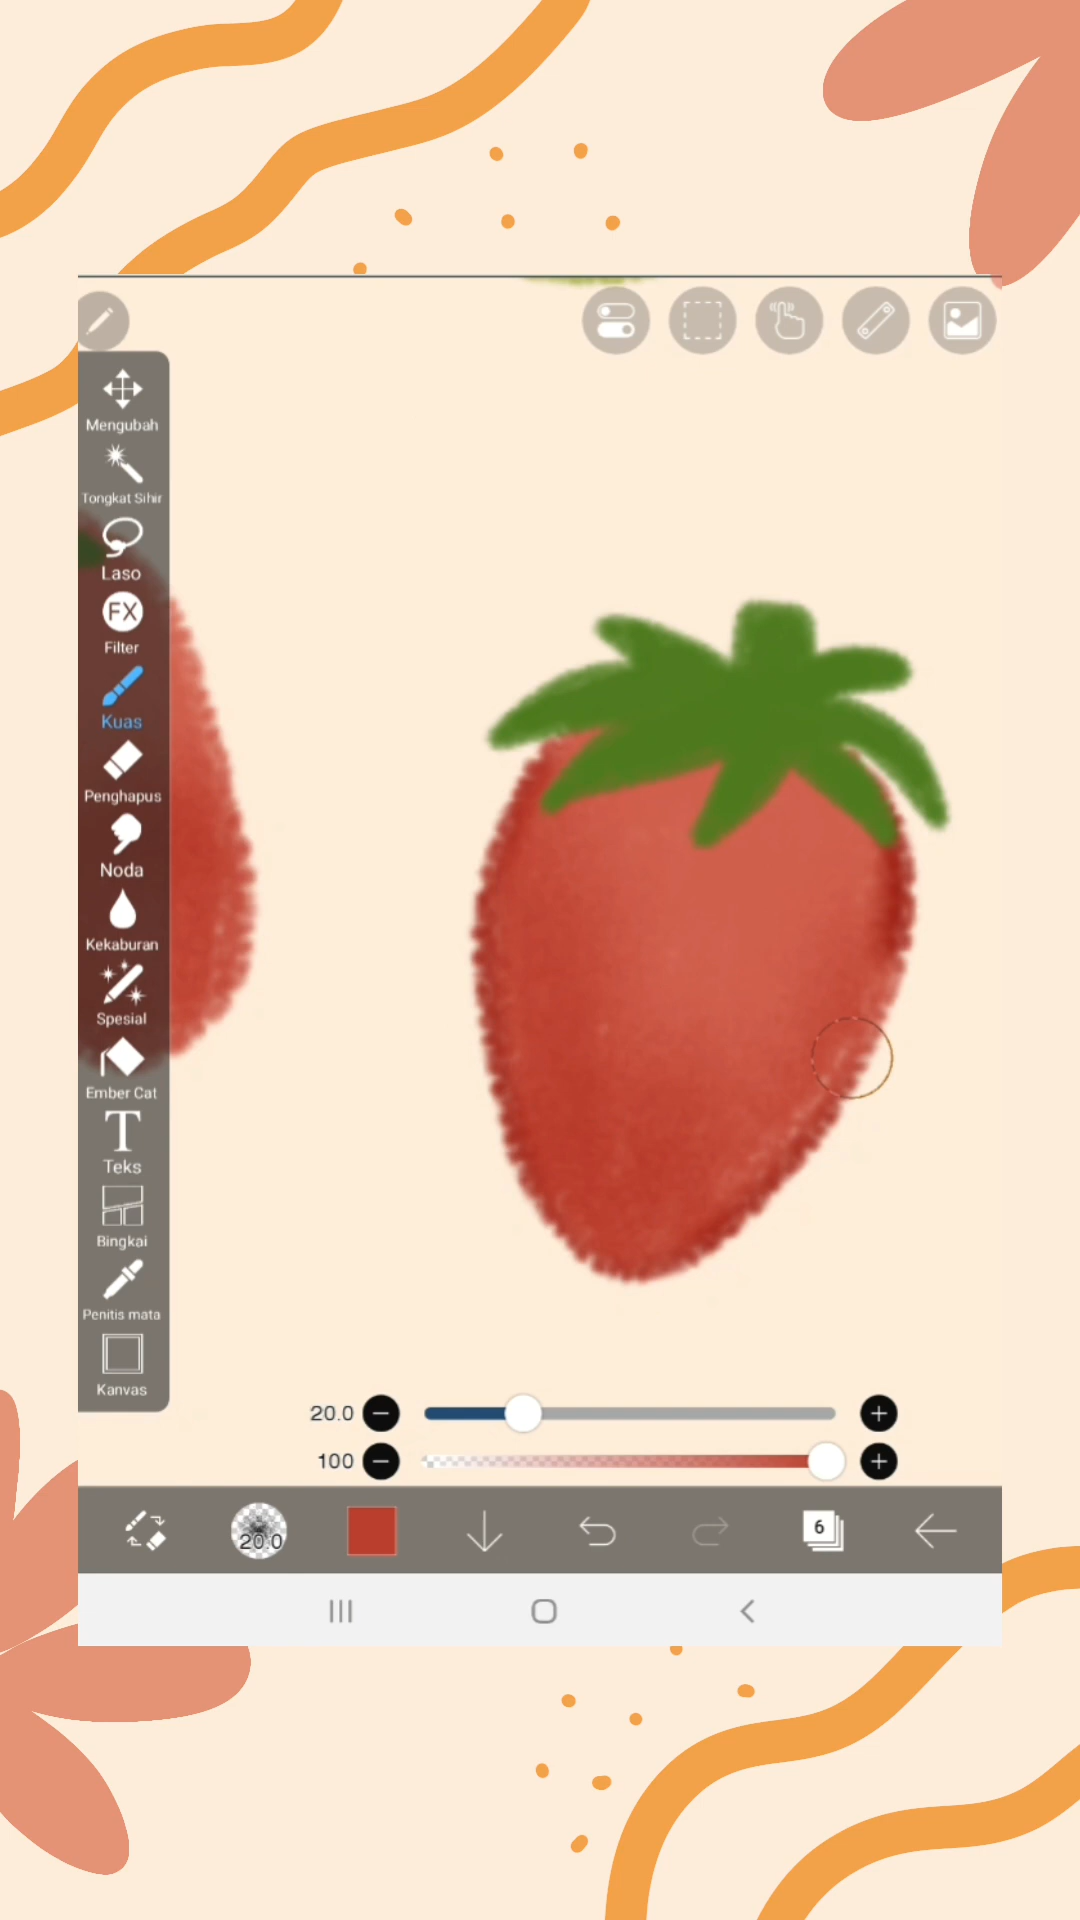 Mengubah
Tongkat Sihir
Laso
FX
Filter
Kuas
Penghapus
Noda
Kekaburan
Spesial
Ember Cat
T
Teks
Bingkai
Penitis mata
Kanvas
20.0
100
20.0
6